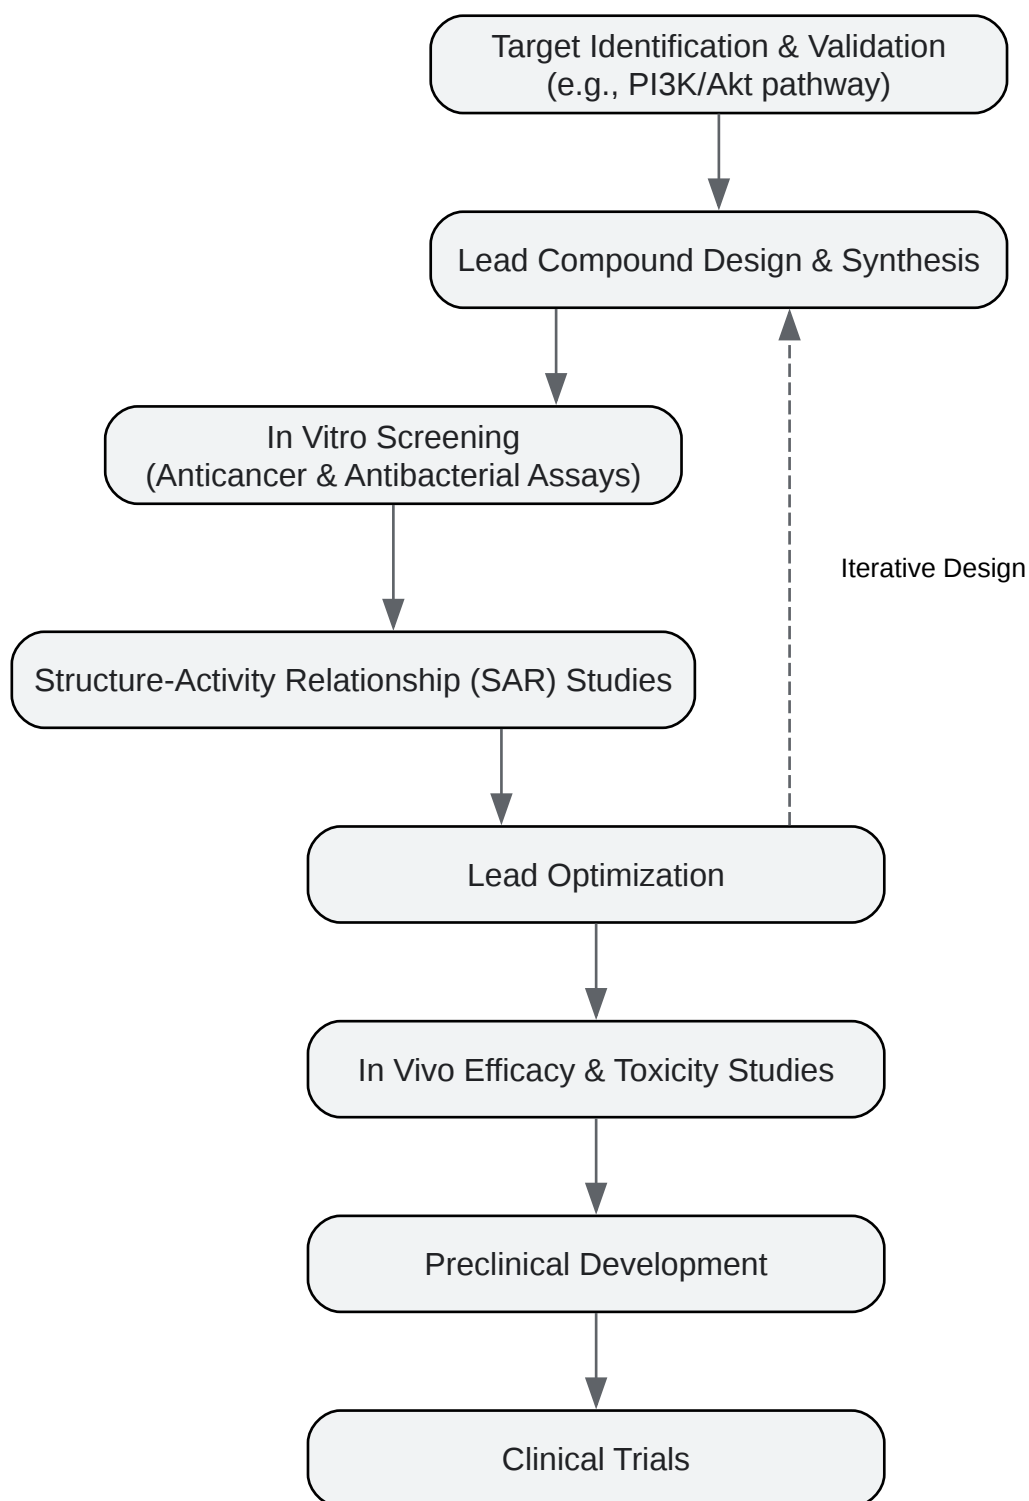 Target Identification & Validation
(e.g., PI3K/Akt pathway)
Lead Compound Design & Synthesis
In Vitro Screening
(Anticancer & Antibacterial Assays)
Iterative Design
Structure-Activity Relationship (SAR) Studies
Lead Optimization
In Vivo Efficacy & Toxicity Studies
Preclinical Development
Clinical Trials